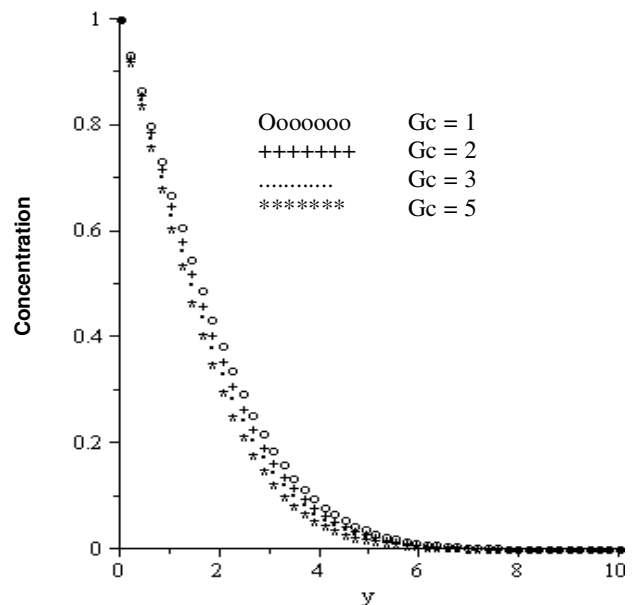 1
Ooooooo Gc = 1
+++++++ Gc = 2
............ Gc = 3
******* Gc = 5
0.8
0.6
0.4
0.2
0
Concentration
0 2 4 6 8 10
y